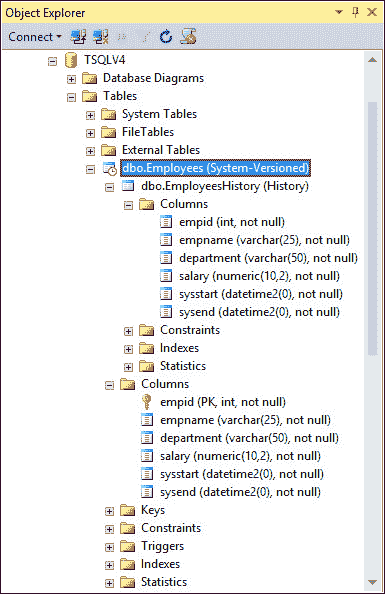 Object Explorer
Connect
TSQLV4
Database Diagrams
Tables
System Tables
FileTables
External Tables
dbo.Employees (System-Versioned)
dbo.EmployeesHistory (History)
Columns
empid (int, not null)
empname (varchar(25), not null)
department (varchar(50), not null)
salary (numeric(10,2), not null)
sysstart (datetime2(0), not null)
sysend (datetime2(0), not null)
Constraints
Indexes
Statistics
Columns
empid (PK, int, not null)
empname (varchar(25), not null)
department (varchar(50), not null)
salary (numeric(10,2), not null)
sysstart (datetime2(0), not null)
sysend (datetime2(0), not null)
Keys
Constraints
Triggers
Indexes
Statistics